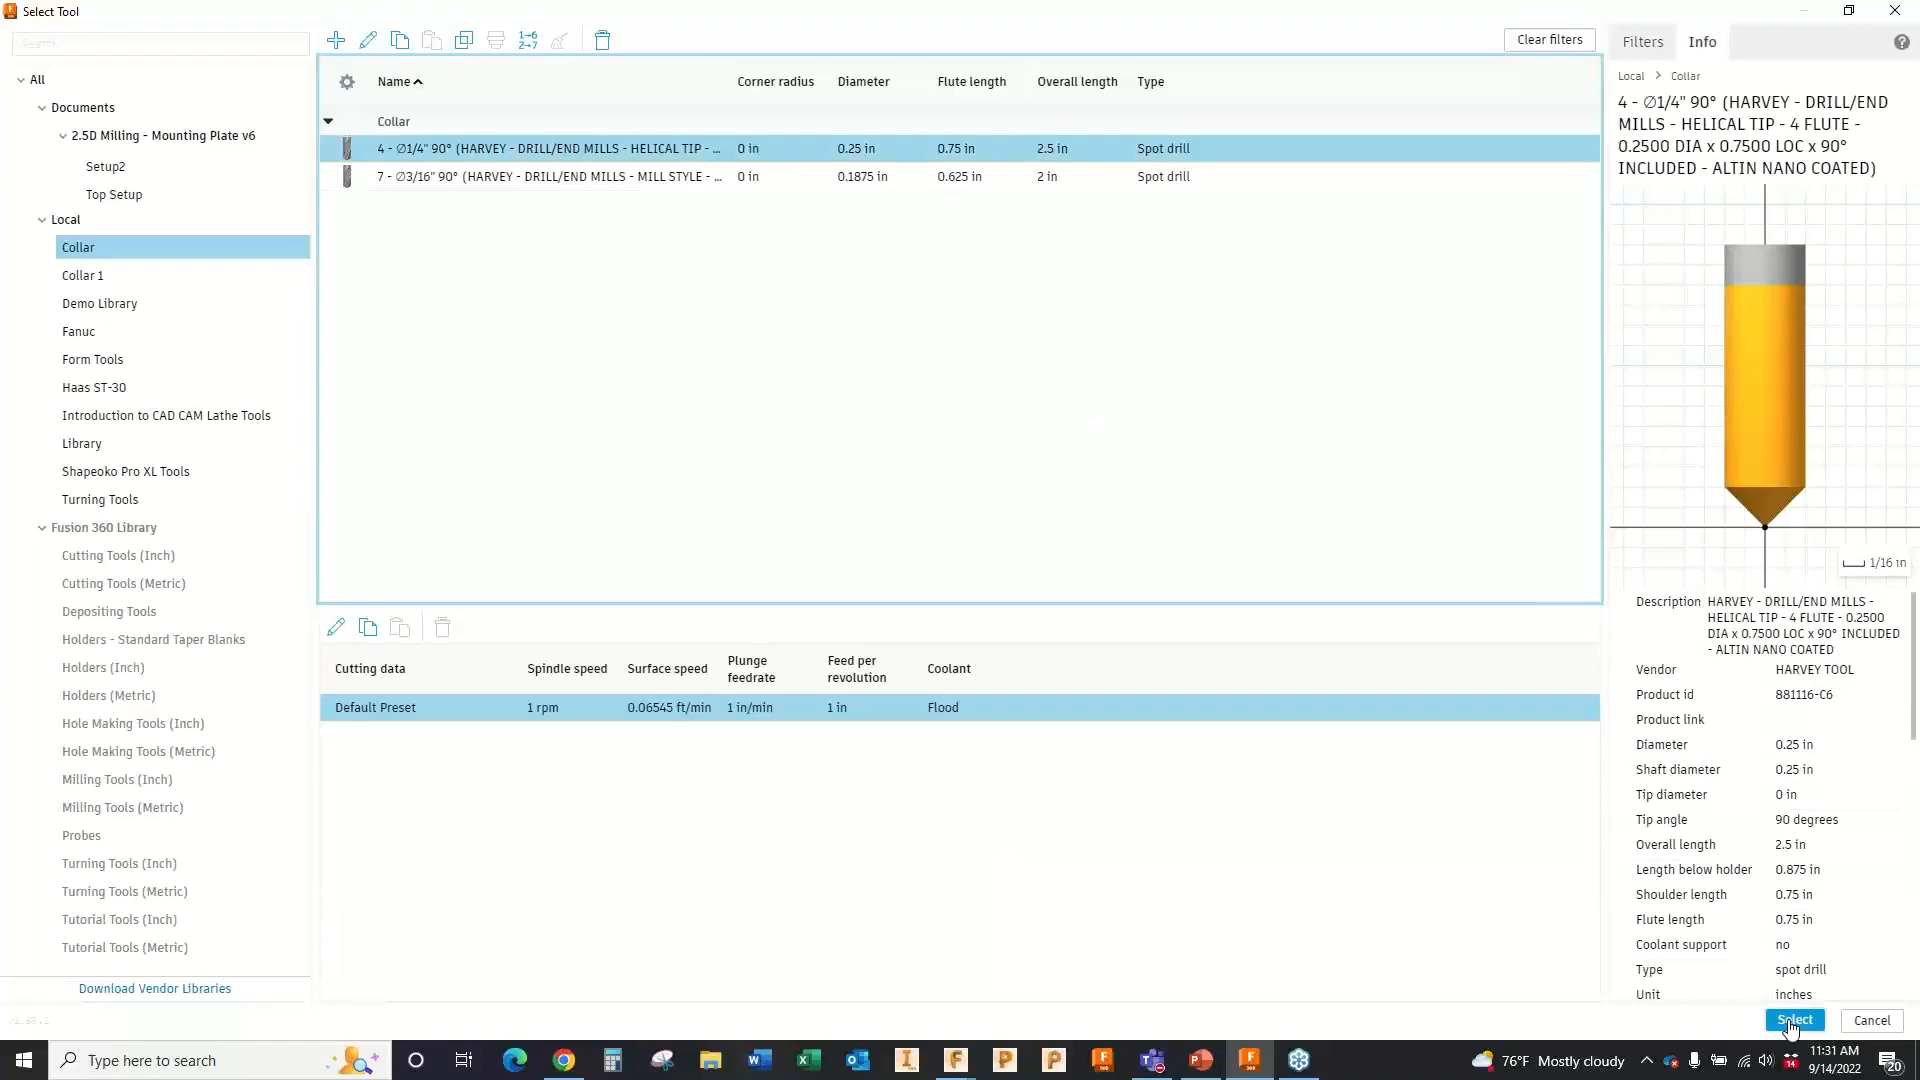 Select Tool
Search
All
Documents
2.5D Milling - Mounting Plate v6
Setup2
Top Setup
Local
Collar
Collar 1
Demo Library
Fanuc
Form Tools
Haas ST-30
Introduction to CAD CAM Lathe Tools
Library
Shapeoko Pro XL Tools
Turning Tools
Fusion 360 Library
Cutting Tools (Inch)
Cutting Tools (Metric)
Depositing Tools
Holders - Standard Taper Blanks
Holders (Inch)
Holders (Metric)
Hole Making Tools (Inch)
Hole Making Tools (Metric)
Milling Tools (Inch)
Milling Tools (Metric)
Probes
Turning Tools (Inch)
Turning Tools (Metric)
Tutorial Tools (Inch)
Tutorial Tools (Metric)
Download Vendor Libraries
1→6
2→7
Clear filters
Name Corner radius Diameter Flute length Overall length Type
Collar
4 - ∅1/4" 90° (HARVEY - DRILL/END MILLS - HELICAL TIP - ... 0 in 0.25 in 0.75 in 2.5 in Spot drill
7 - ∅3/16" 90° (HARVEY - DRILL/END MILLS - MILL STYLE - ... 0 in 0.1875 in 0.625 in 2 in Spot drill
Cutting data Spindle speed Surface speed Plunge feedrate Feed per revolution Coolant
Default Preset 1 rpm 0.06545 ft/min 1 in/min 1 in Flood
Filters Info
Local > Collar
4 - ∅1/4" 90° (HARVEY - DRILL/END
MILLS - HELICAL TIP - 4 FLUTE -
0.2500 DIA x 0.7500 LOC x 90°
INCLUDED - ALTIN NANO COATED)
1/16 in
Description HARVEY - DRILL/END MILLS -
HELICAL TIP - 4 FLUTE - 0.2500
DIA x 0.7500 LOC x 90° INCLUDED
- ALTIN NANO COATED
Vendor HARVEY TOOL
Product id 881116-C6
Product link
Diameter 0.25 in
Shaft diameter 0.25 in
Tip diameter 0 in
Tip angle 90 degrees
Overall length 2.5 in
Length below holder 0.875 in
Shoulder length 0.75 in
Flute length 0.75 in
Coolant support no
Type spot drill
Unit inches
Select Cancel
Type here to search
76°F Mostly cloudy
14
11:31 AM
9/14/2022
20